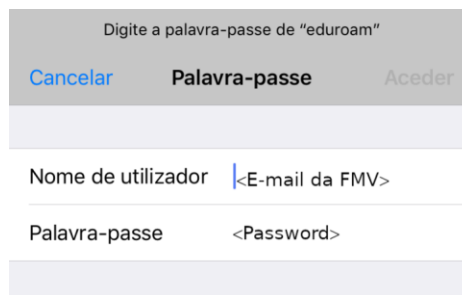 Digite a palavra-passe de “eduroam”
Cancelar Palavra-passe Aceder
Nome de utilizador <E-mail da FMV>
Palavra-passe <Password>